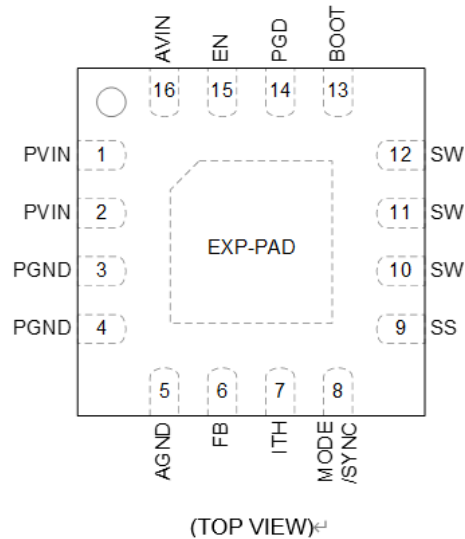 AVIN
EN
PGD
BOOT
16
15
14
13
PVIN 1
12 SW
PVIN 2
11 SW
EXP-PAD
PGND 3
10 SW
PGND 4
9 SS
5
6
7
8
AGND
FB
ITH
MODE
/SYNC
(TOP VIEW)↵